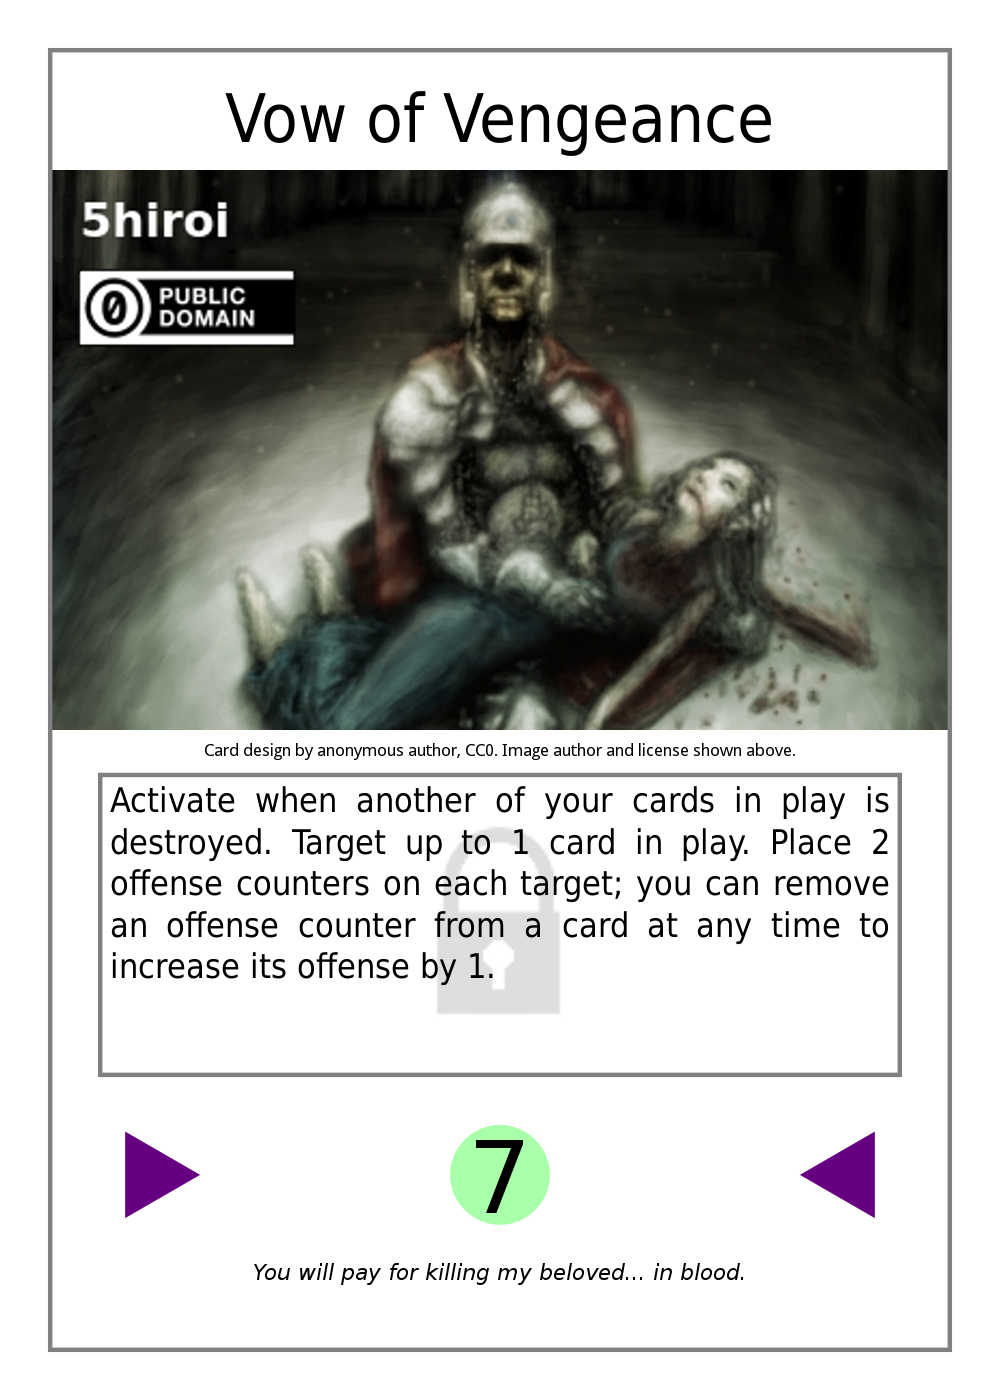 Vow of Vengeance
5hiroi
0 PUBLIC
DOMAIN
Card design by anonymous author, CC0. Image author and license shown above.
Activate when another of your cards in play is
destroyed. Target up to 1 card in play. Place 2
offense counters on each target; you can remove
an offense counter from a card at any time to
increase its offense by 1.
7
You will pay for killing my beloved... in blood.